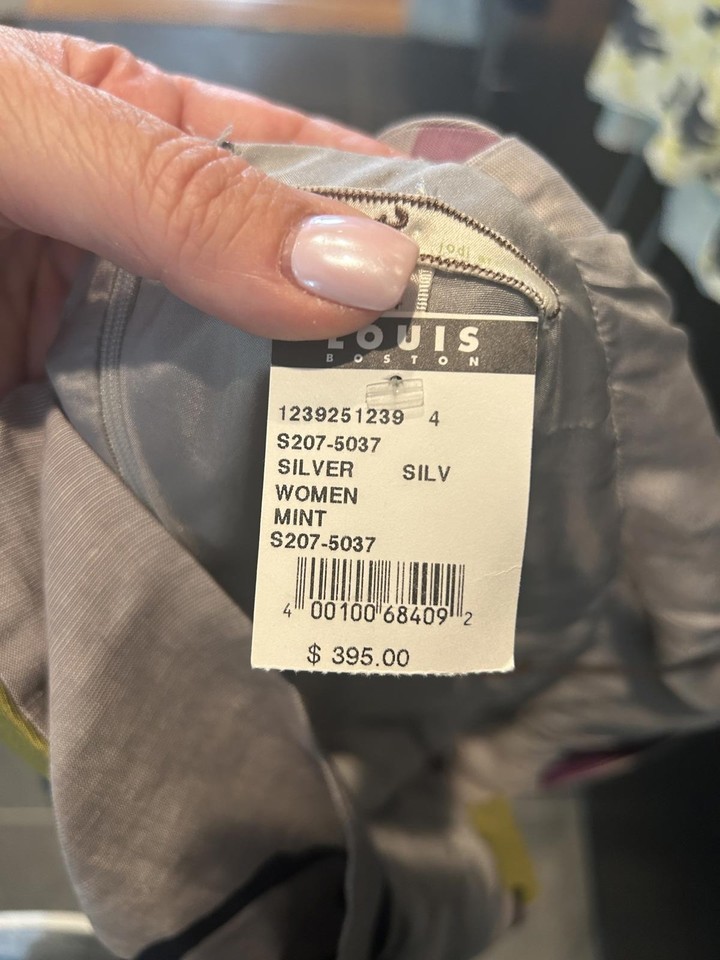 LOUIS
BOSTON
1239251239 4
S207-5037
SILVER SILV
WOMEN
MINT
S207-5037
4 00100 68409 2
$ 395.00